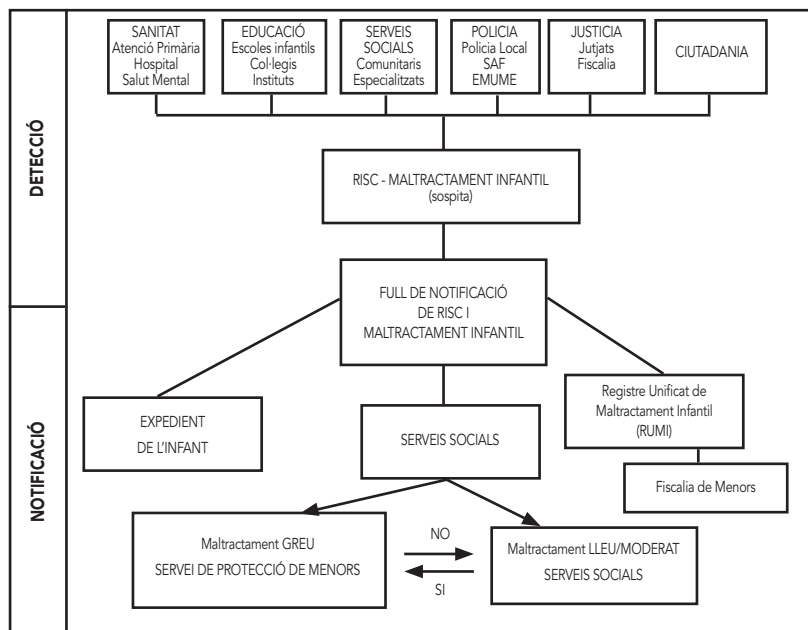 DETECCIÓ
SANITAT
Atenció Primària
Hospital
Salut Mental
EDUCACIÓ
Escoles infantils
Col·legis
Instituts
SERVEIS
SOCIALS
Comunitaris
Especialitzats
POLICIA
Policia Local
SAF
EMUME
JUSTICIA
Jutjats
Fiscalia
CIUTADANIA
RISC - MALTRACTAMENT INFANTIL
(sospita)
FULL DE NOTIFICACIÓ
DE RISC I
MALTRACTAMENT INFANTIL
NOTIFICACIÓ
EXPEDIENT
DE L'INFANT
SERVEIS SOCIALS
Registre Unificat de
Maltractament Infantil
(RUMI)
Fiscalia de Menors
Maltractament GREU
SERVEI DE PROTECCIÓ DE MENORS
NO
SI
Maltractament LLEU/MODERAT
SERVEIS SOCIALS